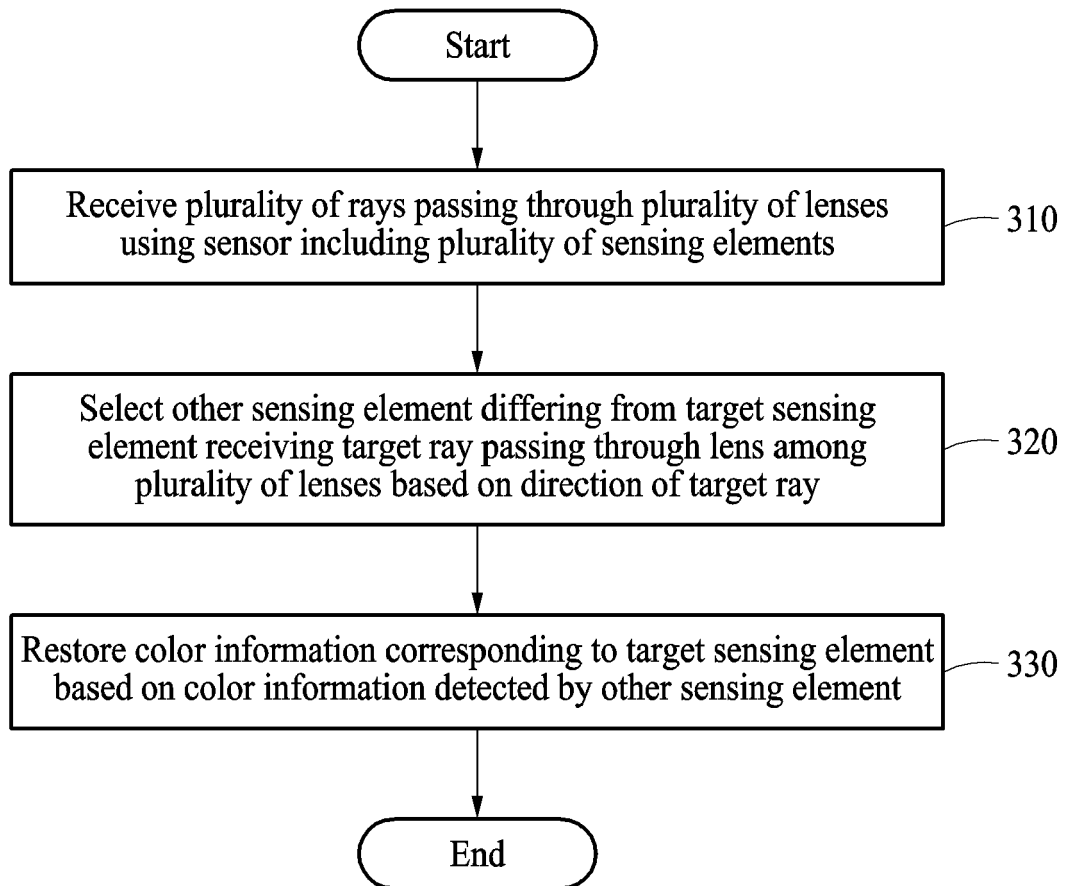 Start
Receive plurality of rays passing through plurality of lenses
using sensor including plurality of sensing elements
310
Select other sensing element differing from target sensing
element receiving target ray passing through lens among
plurality of lenses based on direction of target ray
320
Restore color information corresponding to target sensing element
based on color information detected by other sensing element
330
End